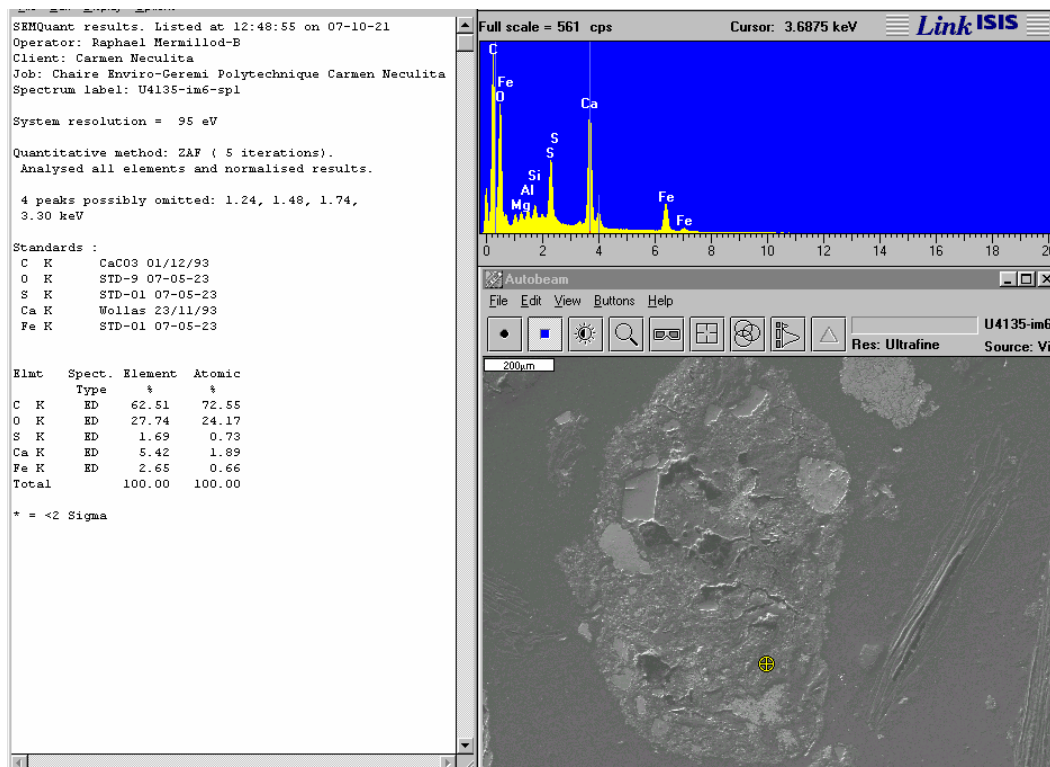 SEMQuant results. Listed at 12:48:55 on 07-10-21
Operator: Raphael Mermillod-B
Client: Carmen Neculita
Job: Chaire Enviro-Geremi Polytechnique Carmen Neculita
Spectrum label: U4135-im6-sp1
System resolution = 95 eV
Quantitative method: ZAF ( 5 iterations).
Analysed all elements and normalised results.
4 peaks possibly omitted: 1.24, 1.48, 1.74,
3.30 keV
Standards :
C K CaCO3 01/12/93
O K STD-9 07-05-23
S K STD-01 07-05-23
Ca K Wollas 23/11/93
Fe K STD-01 07-05-23
Elmt Spect. Element Atomic
Type % %
C K ED 62.51 72.55
O K ED 27.74 24.17
S K ED 1.69 0.73
Ca K ED 5.42 1.89
Fe K ED 2.65 0.66
Total 100.00 100.00
* = <2 Sigma
Full scale = 561 cps Cursor: 3.6875 keV Link ISIS
C
Fe
O
S
S
Si
Al
Mg
Ca
Fe
Fe
0 2 4 6 8 10 12 14 16 18 20
Autobeam
File Edit View Buttons Help
U4135-im6
Res: Ultrafine Source: Vi
200µm